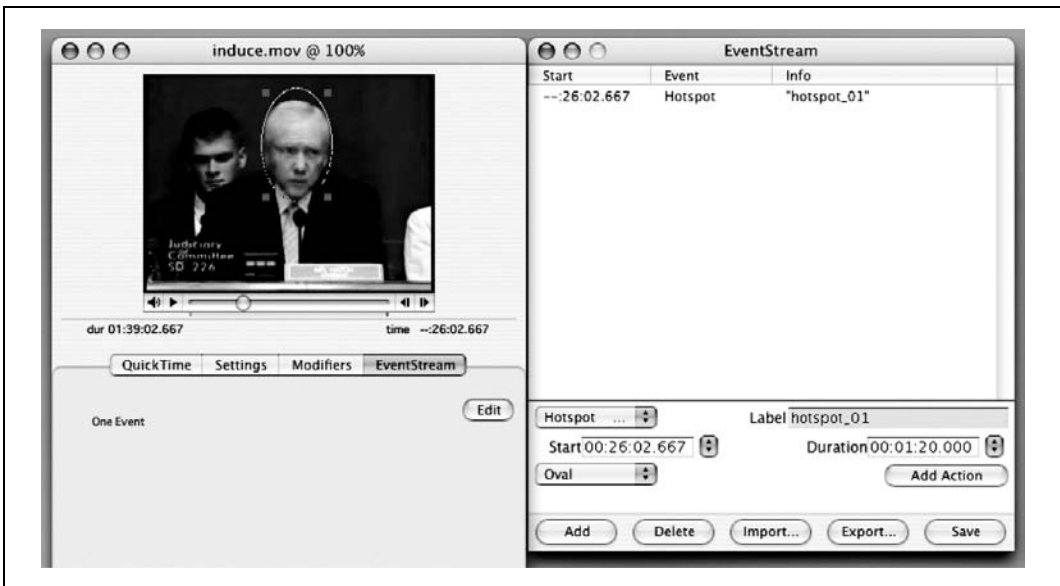 induce.mov @ 100%
Judiciary
Committee
SD 226
dur 01:39:02.667
time --:26:02.667
QuickTime Settings Modifiers EventStream
One Event
Edit
EventStream
Start Event Info
--:26:02.667 Hotspot "hotspot_01"
Hotspot ...
Label hotspot_01
Start 00:26:02.667
Duration 00:01:20.000
Oval
Add Action
Add Delete Import... Export... Save